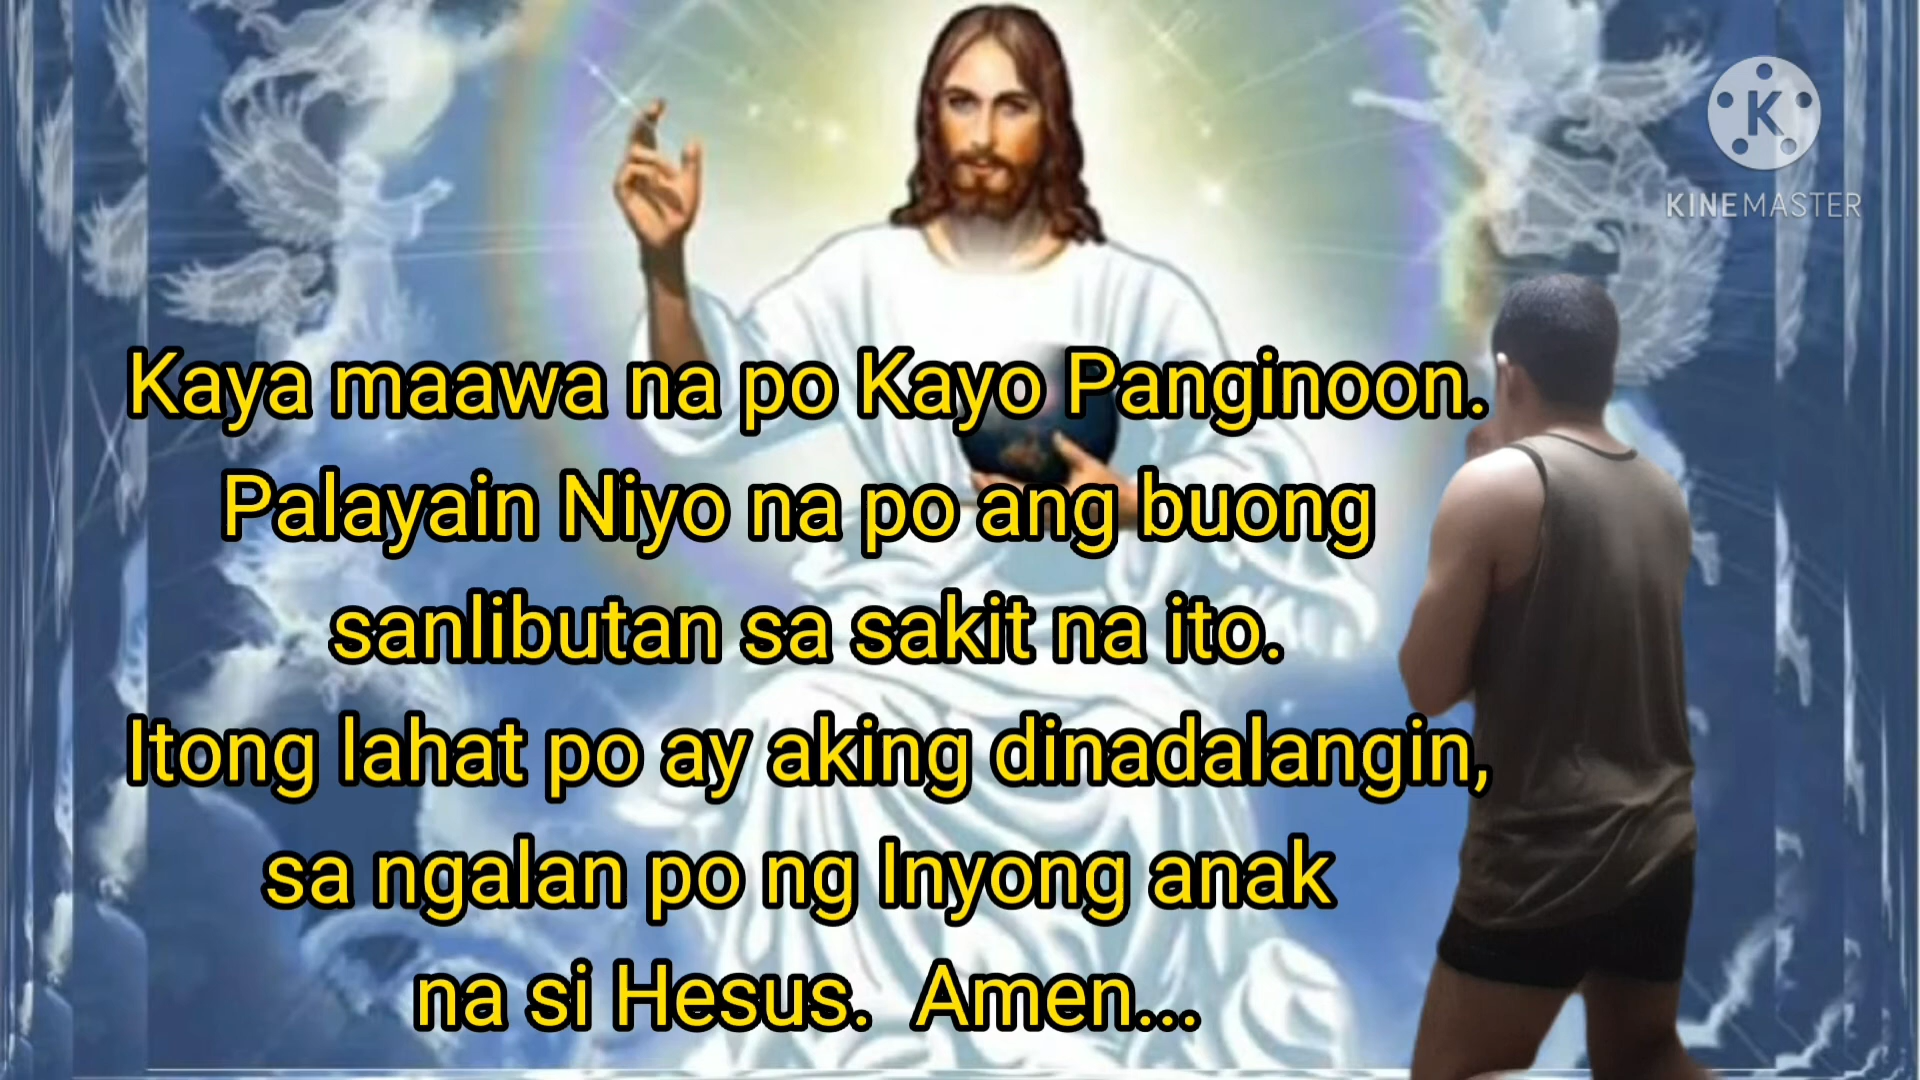 K
KINEMASTER
Kaya maawa na po Kayo Panginoon.
Palayain Niyo na po ang buong
sanlibutan sa sakit na ito.
Itong lahat po ay aking dinadalangin,
sa ngalan po ng Inyong anak
na si Hesus.  Amen...